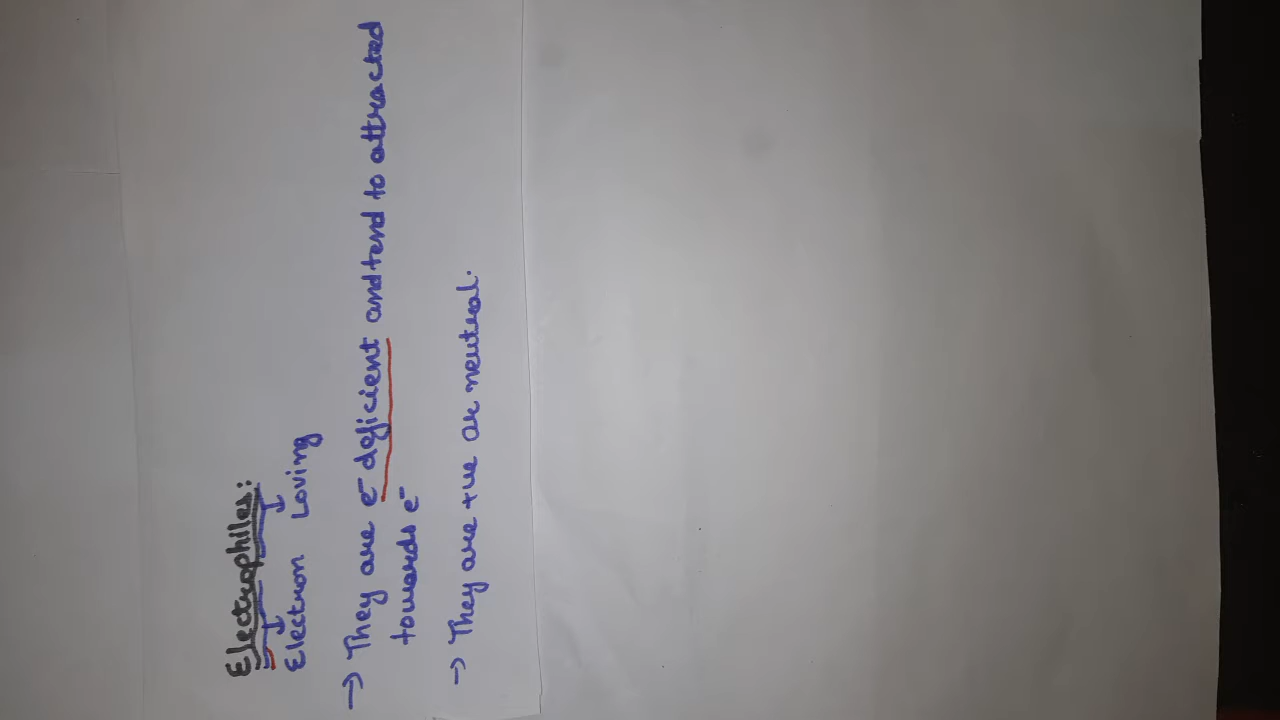 Electrophiles:
Electron Loving
→ They are e⁻ deficient and tend to attracted
towards e⁻
→ They are +ve or neutral.